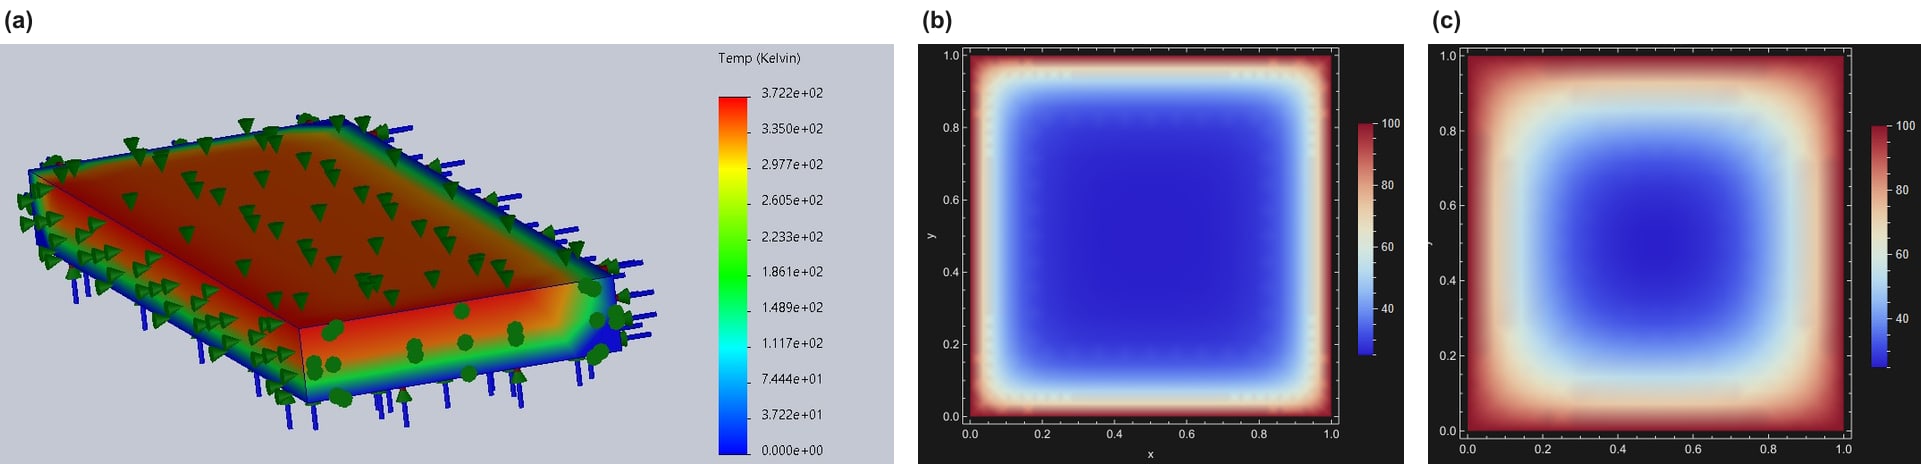 (a)
Temp (Kelvin)
3.722e+02
3.350e+02
2.977e+02
2.605e+02
2.233e+02
1.861e+02
1.489e+02
1.117e+02
7.444e+01
3.722e+01
0.000e+00
(b)
1.0
0.8
0.6
0.4
0.2
0.0
y
0.0 0.2 0.4 0.6 0.8 1.0
x
100
80
60
40
(c)
1.0
0.8
0.6
0.4
0.2
0.0
0.0 0.2 0.4 0.6 0.8 1.0
100
80
60
40